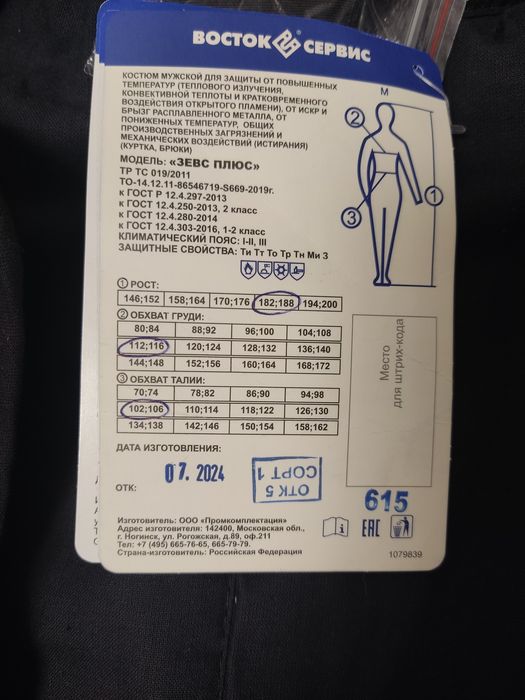 ВОСТОК СЕРВИС
КОСТЮМ МУЖСКОЙ ДЛЯ ЗАЩИТЫ ОТ ПОВЫШЕННЫХ
ТЕМПЕРАТУР (ТЕПЛОВОГО ИЗЛУЧЕНИЯ,
КОНВЕКТИВНОЙ ТЕПЛОТЫ И КРАТКОВРЕМЕННОГО
ВОЗДЕЙСТВИЯ ОТКРЫТОГО ПЛАМЕНИ), ОТ ИСКР И
БРЫЗГ РАСПЛАВЛЕННОГО МЕТАЛЛА, ОТ
ПОНИЖЕННЫХ ТЕМПЕРАТУР, ОБЩИХ
ПРОИЗВОДСТВЕННЫХ ЗАГРЯЗНЕНИЙ И
МЕХАНИЧЕСКИХ ВОЗДЕЙСТВИЙ (ИСТИРАНИЯ)
(КУРТКА, БРЮКИ)
МОДЕЛЬ: «ЗЕВС ПЛЮС»
ТР ТС 019/2011
ТО-14.12.11-86546719-S669-2019г.
к ГОСТ Р 12.4.297-2013
к ГОСТ 12.4.250-2013, 2 класс
к ГОСТ 12.4.280-2014
к ГОСТ 12.4.303-2016, 1-2 класс
КЛИМАТИЧЕСКИЙ ПОЯС: I-II, III
ЗАЩИТНЫЕ СВОЙСТВА: Ти Тт То Тр Тн Ми З
М
2
1
3
1 РОСТ:
146;152 158;164 170;176 182;188 194;200
2 ОБХВАТ ГРУДИ:
80;84 88;92 96;100 104;108
112;116 120;124 128;132 136;140
144;148 152;156 160;164 168;172
3 ОБХВАТ ТАЛИИ:
70;74 78;82 86;90 94;98
102;106 110;114 118;122 126;130
134;138 142;146 150;154 158;162
Место
для штрих-кода
ДАТА ИЗГОТОВЛЕНИЯ:
07. 2024
ОТК:
ОТК 5
СОРТ 1
615
Изготовитель: ООО «Промкомплектация»
Адрес изготовителя: 142400, Московская обл.,
г. Ногинск, ул. Рогожская, д.89, оф.211
Тел.: +7 (495) 665-76-65, 665-79-79.
Страна-изготовитель: Российская Федерация
EAC
1079839